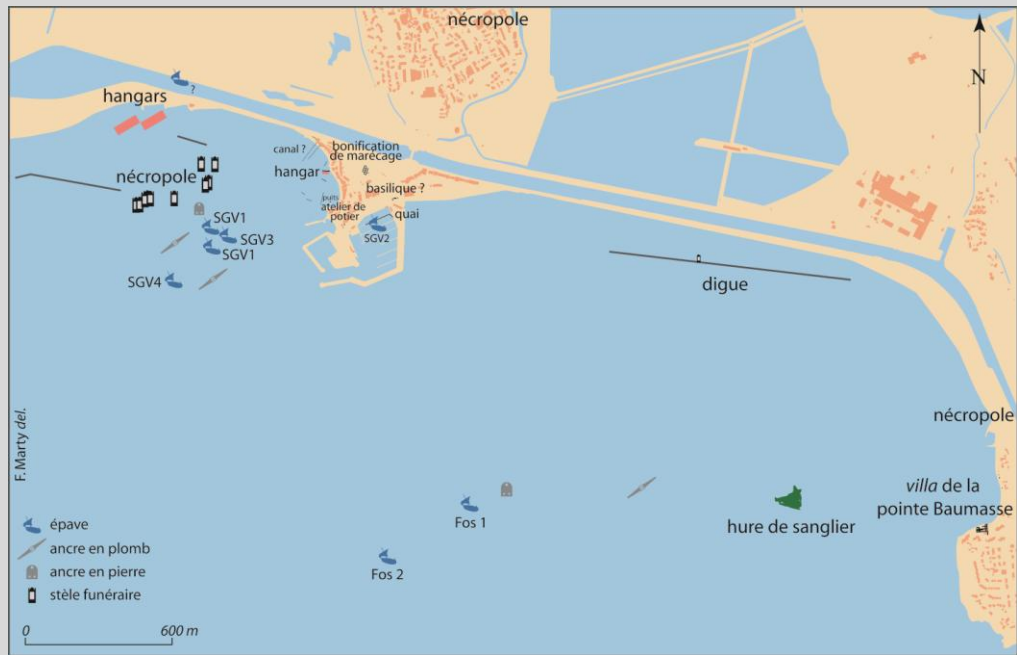 nécropole
N
?
hangars
canal ?
bonification
de marécage
hangar
nécropole
basilique ?
puits
atelier de
potier
quai
SGV1
SGV2
SGV3
SGV1
SGV4
digue
nécropole
F. Marty del.
villa de la
pointe Baumasse
hure de sanglier
Fos 1
Fos 2
épave
ancre en plomb
ancre en pierre
stèle funéraire
0 600 m